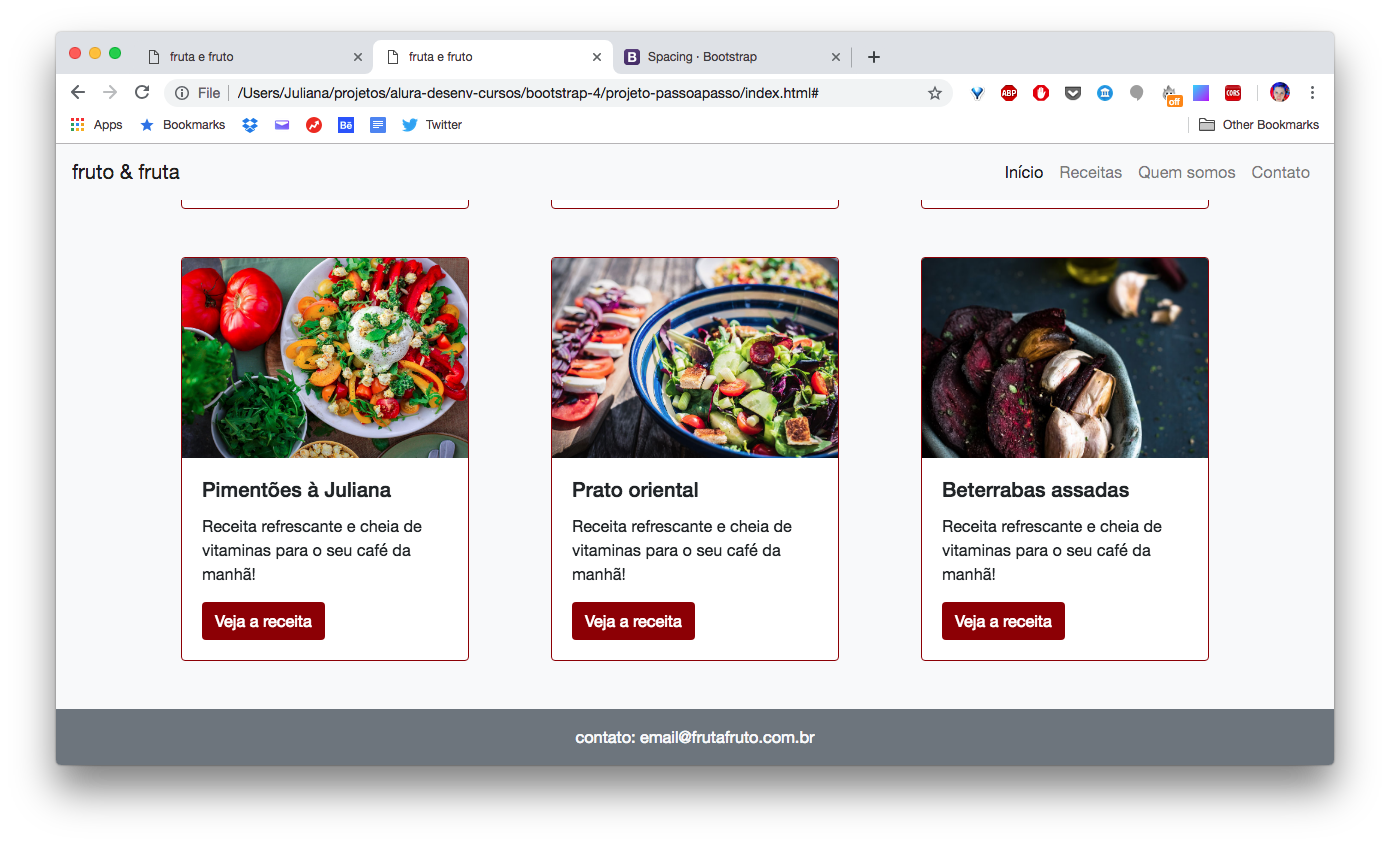 fruta e fruto
fruta e fruto
B Spacing · Bootstrap
File /Users/Juliana/projetos/alura-desenv-cursos/bootstrap-4/projeto-passoapasso/index.html#
ABP
off
CORS
Apps Bookmarks Bē Twitter Other Bookmarks
fruto & fruta
Início Receitas Quem somos Contato
Pimentões à Juliana
Receita refrescante e cheia de
vitaminas para o seu café da
manhã!
Veja a receita
Prato oriental
Receita refrescante e cheia de
vitaminas para o seu café da
manhã!
Veja a receita
Beterrabas assadas
Receita refrescante e cheia de
vitaminas para o seu café da
manhã!
Veja a receita
contato: email@frutafruto.com.br